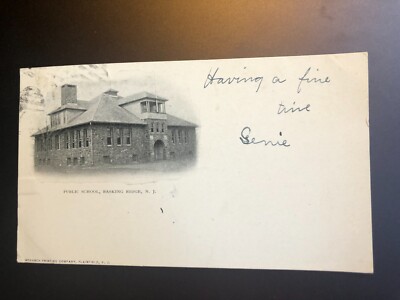 Having a fine
time
Genie
PUBLIC SCHOOL, BASKING RIDGE, N. J.